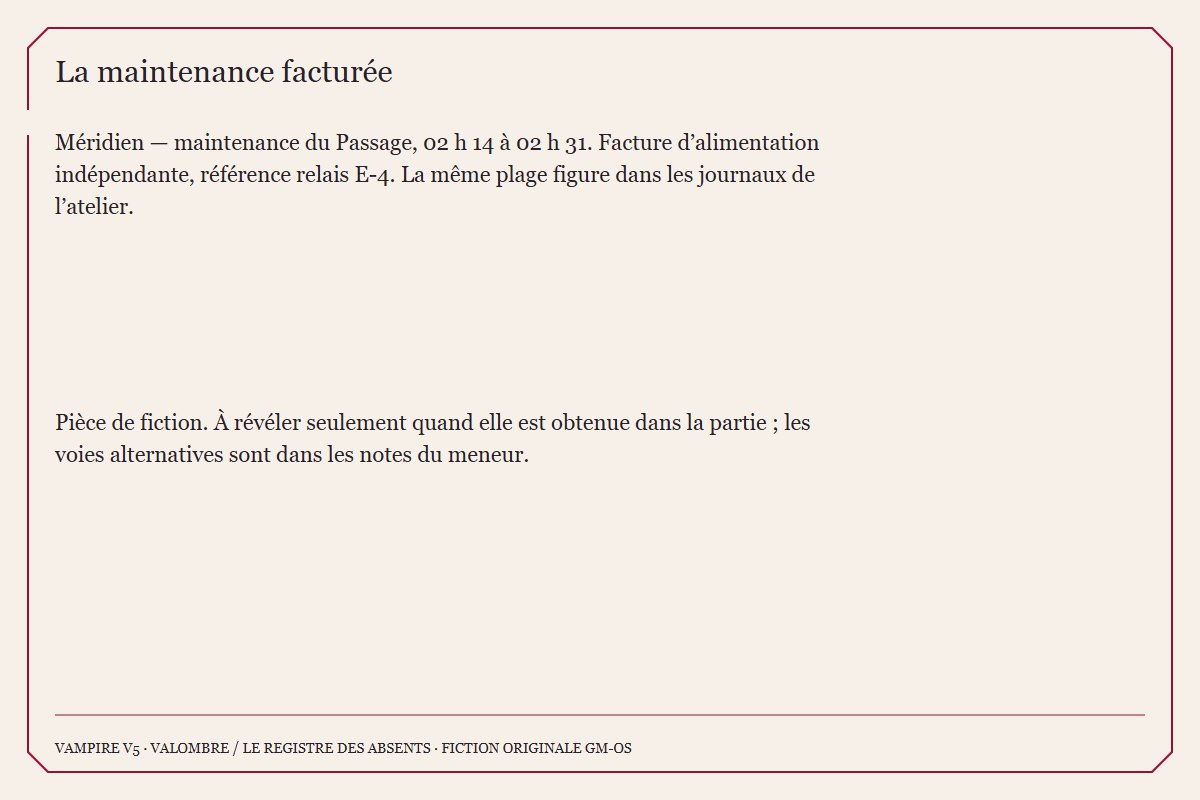 La maintenance facturée
Méridien — maintenance du Passage, 02 h 14 à 02 h 31. Facture d’alimentation
indépendante, référence relais E-4. La même plage figure dans les journaux de
l’atelier.
Pièce de fiction. À révéler seulement quand elle est obtenue dans la partie ; les
voies alternatives sont dans les notes du meneur.
VAMPIRE V5 · VALOMBRE / LE REGISTRE DES ABSENTS · FICTION ORIGINALE GM-OS